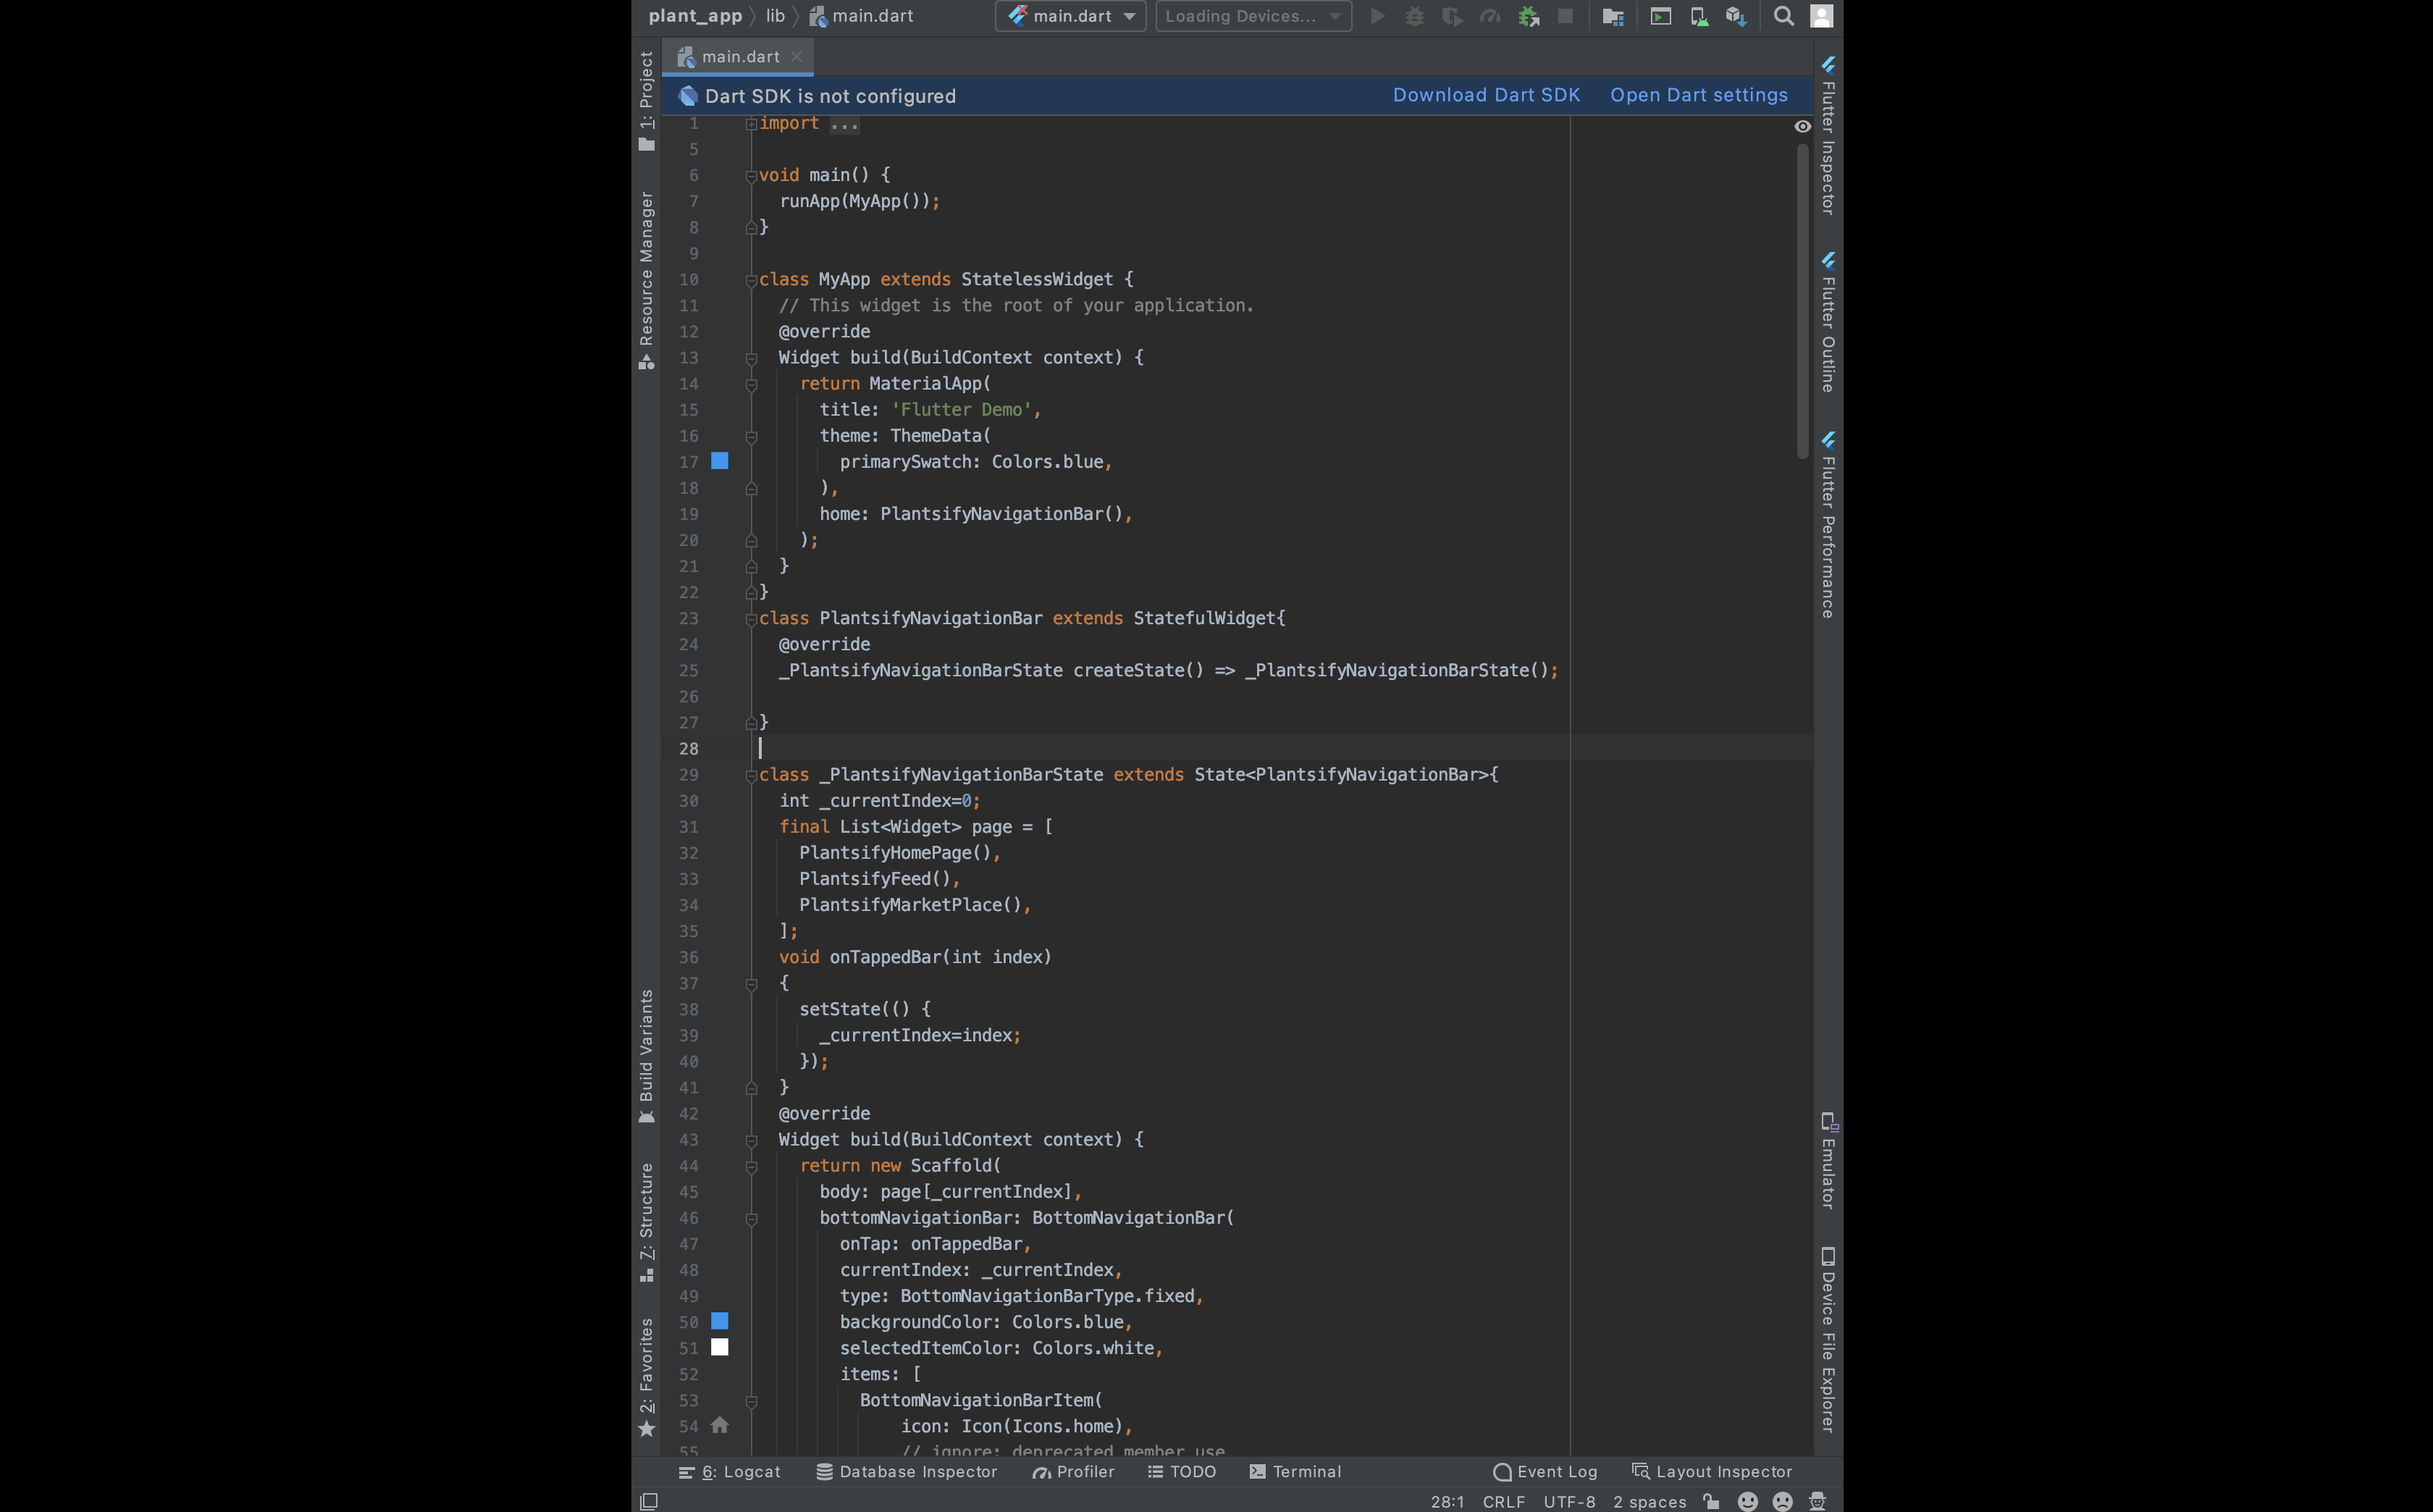 plant_app lib main.dart main.dart Loading Devices...
main.dart
Dart SDK is not configured Download Dart SDK Open Dart settings
1 import ...
5
6 void main() {
7 runApp(MyApp());
8 }
9
10 class MyApp extends StatelessWidget {
11 // This widget is the root of your application.
12 @override
13 Widget build(BuildContext context) {
14 return MaterialApp(
15 title: 'Flutter Demo',
16 theme: ThemeData(
17 primarySwatch: Colors.blue,
18 ),
19 home: PlantsifyNavigationBar(),
20 );
21 }
22 }
23 class PlantsifyNavigationBar extends StatefulWidget{
24 @override
25 _PlantsifyNavigationBarState createState() => _PlantsifyNavigationBarState();
26
27 }
28
29 class _PlantsifyNavigationBarState extends State<PlantsifyNavigationBar>{
30 int _currentIndex=0;
31 final List<Widget> page = [
32 PlantsifyHomePage(),
33 PlantsifyFeed(),
34 PlantsifyMarketPlace(),
35 ];
36 void onTappedBar(int index)
37 {
38 setState(() {
39 _currentIndex=index;
40 });
41 }
42 @override
43 Widget build(BuildContext context) {
44 return new Scaffold(
45 body: page[_currentIndex],
46 bottomNavigationBar: BottomNavigationBar(
47 onTap: onTappedBar,
48 currentIndex: _currentIndex,
49 type: BottomNavigationBarType.fixed,
50 backgroundColor: Colors.blue,
51 selectedItemColor: Colors.white,
52 items: [
53 BottomNavigationBarItem(
54 icon: Icon(Icons.home),
55 // ignore: deprecated_member_use
1: Project
Resource Manager
Build Variants
7: Structure
2: Favorites
Flutter Inspector
Flutter Outline
Flutter Performance
Emulator
Device File Explorer
6: Logcat Database Inspector Profiler TODO Terminal Event Log Layout Inspector
28:1 CRLF UTF-8 2 spaces